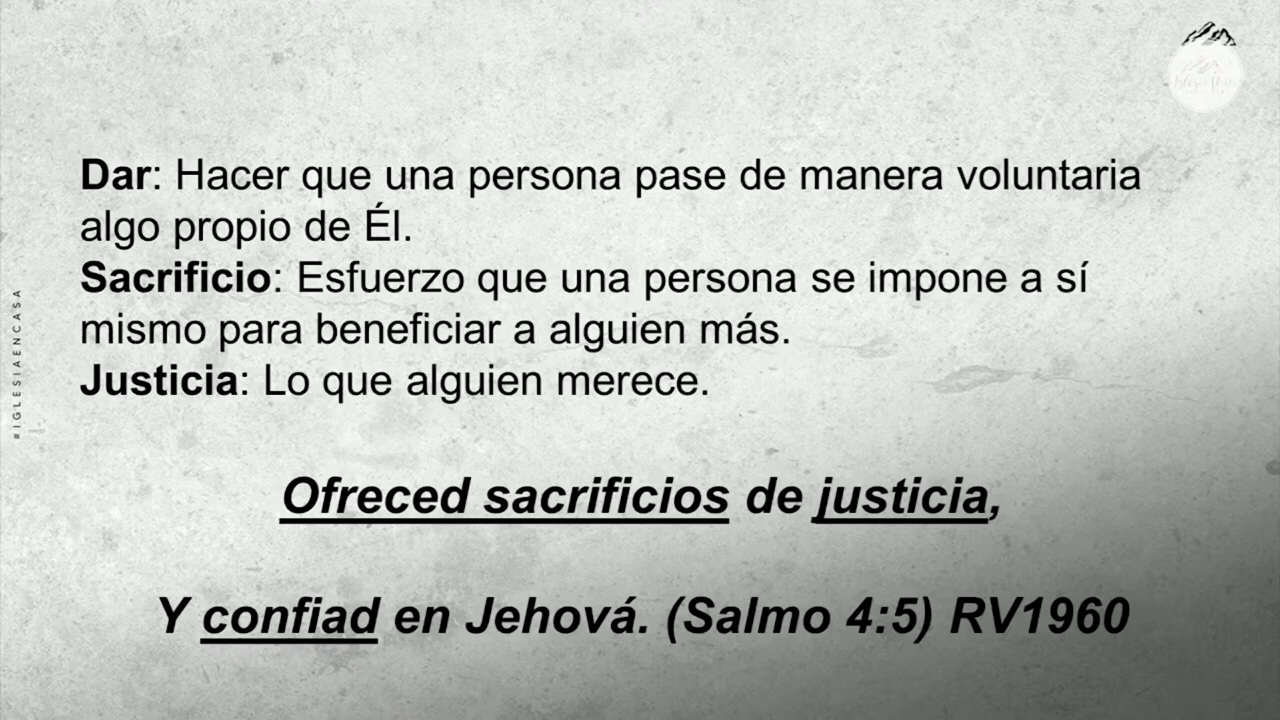 Dar: Hacer que una persona pase de manera voluntaria
algo propio de Él.
Sacrificio: Esfuerzo que una persona se impone a sí
mismo para beneficiar a alguien más.
Justicia: Lo que alguien merece.
Ofreced sacrificios de justicia,
Y confiad en Jehová. (Salmo 4:5) RV1960
#IGLESIAENCASA